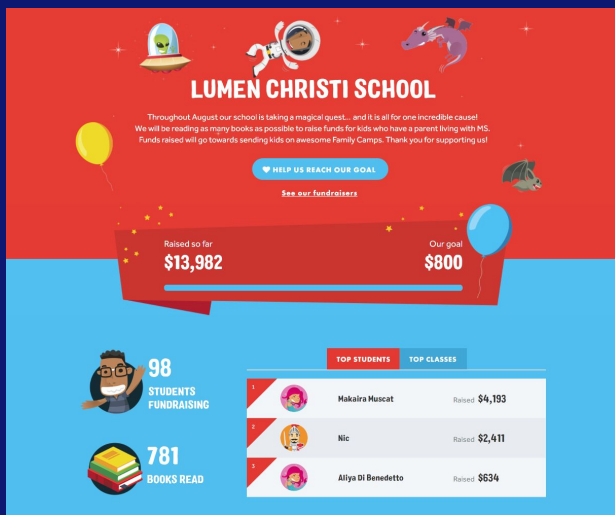 LUMEN CHRISTI SCHOOL
Throughout August our school is taking a magical quest... and it is all for one incredible cause!
We will be reading as many books as possible to raise funds for kids who have a parent living with MS.
Funds raised will go towards sending kids on awesome Family Camps. Thank you for supporting us!
HELP US REACH OUR GOAL
See our fundraisers
Raised so far Our goal
$13,982 $800
98
STUDENTS
FUNDRAISING
781
BOOKS READ
TOP STUDENTS TOP CLASSES
1 Makaira Muscat Raised $4,193
2 Nic Raised $2,411
3 Aliya Di Benedetto Raised $634